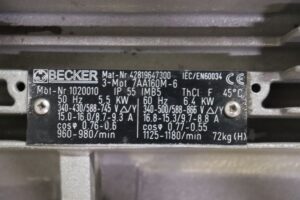 BECKER Mat-Nr 42819647300 IEC/EN60034
3-Mot 7AA160M-6
Nr 1020010 IP 55 IMB5 ThCl F 45°C
50 Hz 5.5 KW 60 Hz 6.4 KW
340-430/588-745 V △/Y 340-500/588-866 V △/Y
15.0-16.0/8.7-9.3 A 16.8-15.3/9.7-8.8 A
cosφ 0.76-0.6 cosφ 0.77-0.55
960-980/min 1125-1180/min 72kg(H)